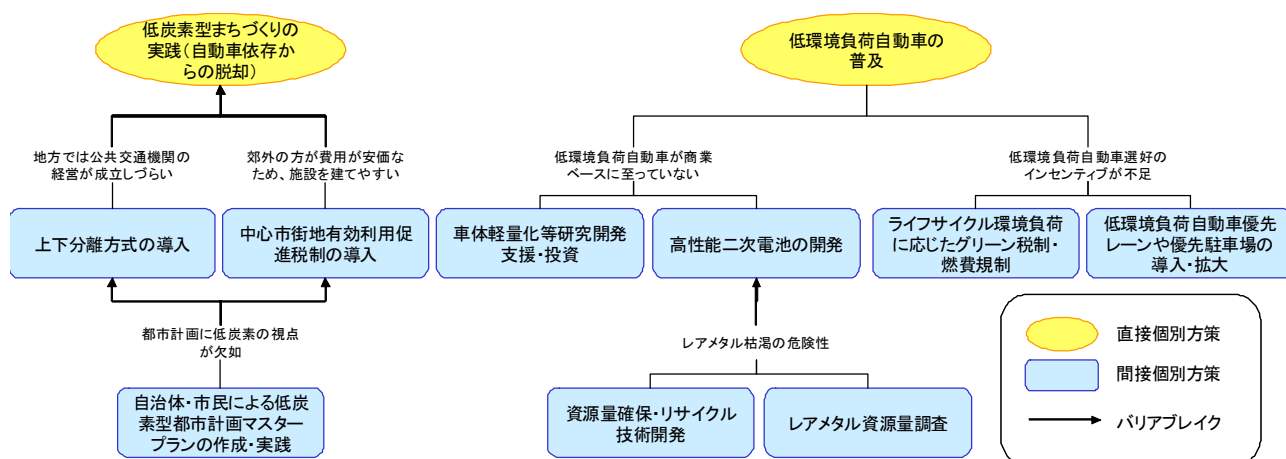 低炭素型まちづくりの
実践(自動車依存か
らの脱却)
低環境負荷自動車の
普及
地方では公共交通機関の
経営が成立しづらい
郊外の方が費用が安価な
ため、施設を建てやすい
低環境負荷自動車が商業
ベースに至っていない
低環境負荷自動車選好の
インセンティブが不足
上下分離方式の導入
中心市街地有効利用促
進税制の導入
車体軽量化等研究開発
支援・投資
高性能二次電池の開発
ライフサイクル環境負荷
に応じたグリーン税制・
燃費規制
低環境負荷自動車優先
レーンや優先駐車場の
導入・拡大
都市計画に低炭素の視点
が欠如
レアメタル枯渇の危険性
自治体・市民による低炭
素型都市計画マスター
プランの作成・実践
資源量確保・リサイクル
技術開発
レアメタル資源量調査
直接個別方策
間接個別方策
バリアブレイク